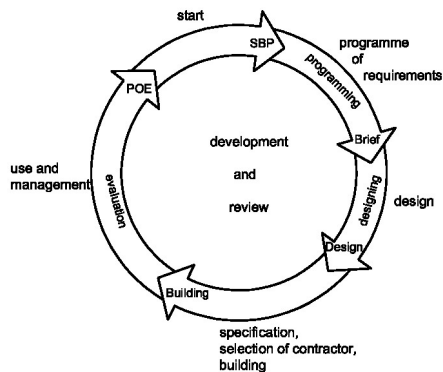 start
SBP
programme
of
requirements
programming
Brief
designing
design
Design
specification,
selection of contractor,
building
Building
use and
management
evaluation
POE
development
and
review